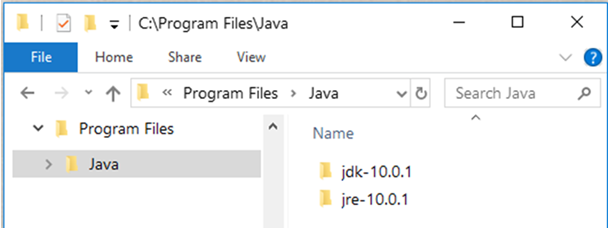 C:\Program Files\Java
File Home Share View
Program Files Java Search Java
Program Files
Java
Name
jdk-10.0.1
jre-10.0.1